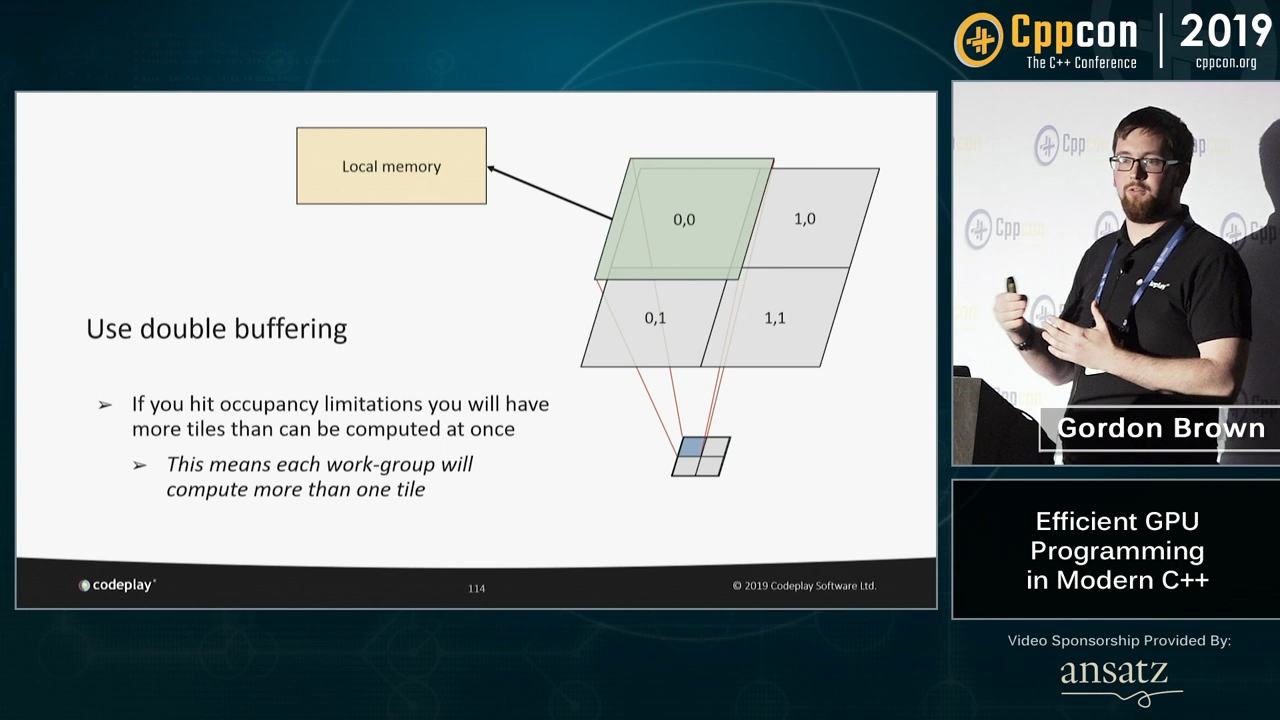 Cppcon
The C++ Conference
2019
cppcon.org
Local memory
0,0
1,0
0,1
1,1
Use double buffering
➢ If you hit occupancy limitations you will have
more tiles than can be computed at once
➢ This means each work-group will
compute more than one tile
codeplay
114
© 2019 Codeplay Software Ltd.
Cpp
Cpp
codeplay
Gordon Brown
Efficient GPU
Programming
in Modern C++
Video Sponsorship Provided By:
ansatz